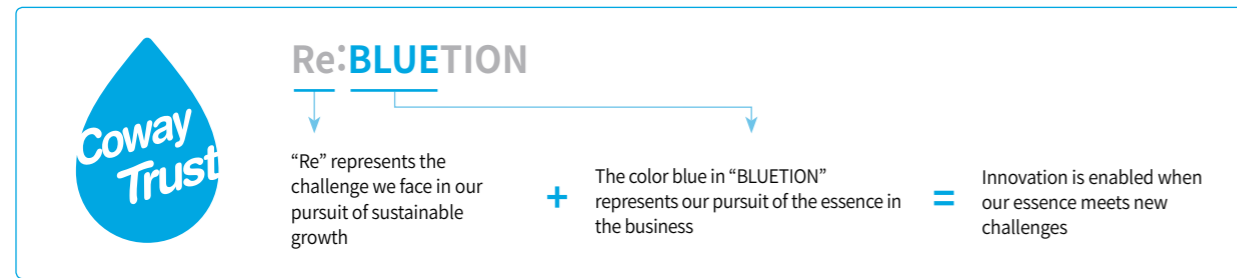 Coway
Trust
Re:BLUETION
“Re” represents the
challenge we face in our
pursuit of sustainable
growth
+
The color blue in “BLUETION”
represents our pursuit of the essence in
the business
=
Innovation is enabled when
our essence meets new
challenges